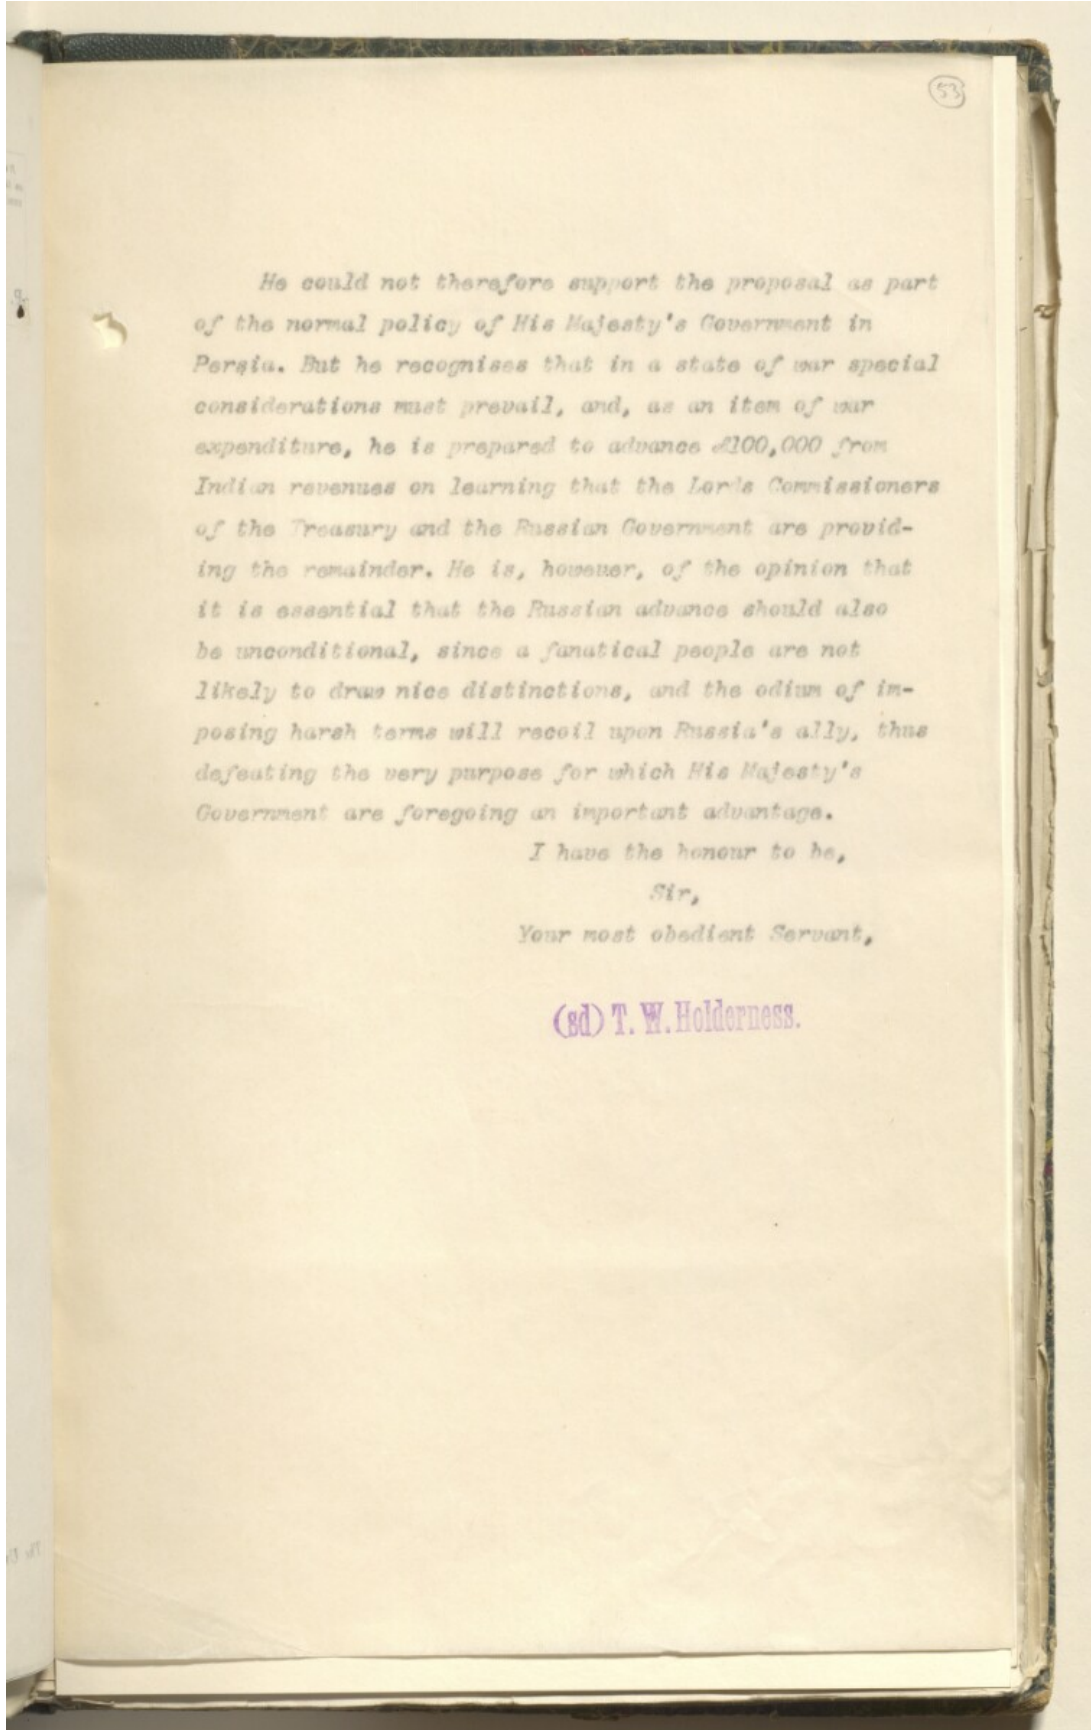 53
He could not therefore support the proposal as part
of the normal policy of His Majesty's Government in
Persia. But he recognises that in a state of war special
considerations must prevail, and, as an item of war
expenditure, he is prepared to advance £100,000 from
Indian revenues on learning that the Lords Commissioners
of the Treasury and the Russian Government are provid-
ing the remainder. He is, however, of the opinion that
it is essential that the Russian advance should also
be unconditional, since a fanatical people are not
likely to draw nice distinctions, and the odium of im-
posing harsh terms will recoil upon Russia's ally, thus
defeating the very purpose for which His Majesty's
Government are foregoing an important advantage.
I have the honour to be,
Sir,
Your most obedient Servant,
(sd) T. W. Holderness.